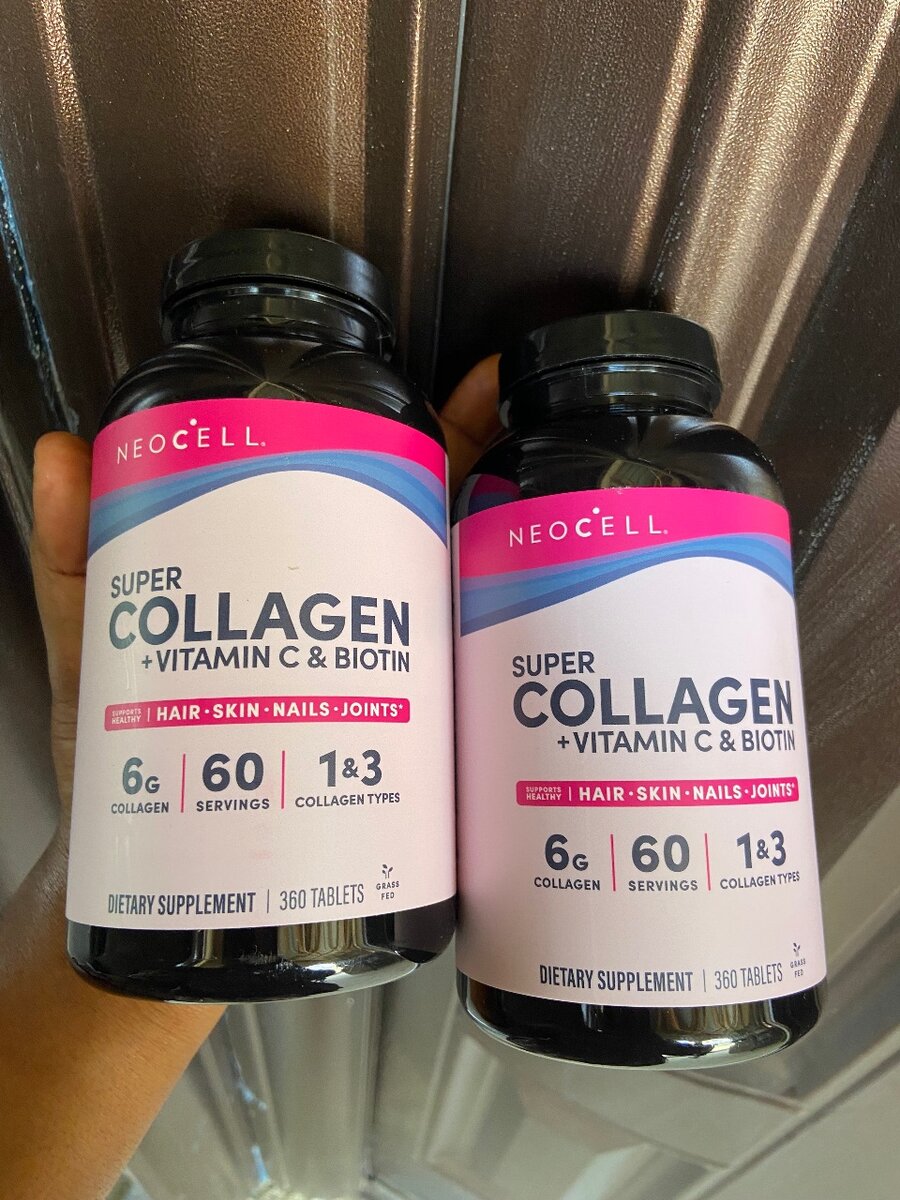 NEOCELL®
SUPER
COLLAGEN
+ VITAMIN C & BIOTIN
SUPPORTS
HEALTHY | HAIR · SKIN · NAILS · JOINTS*
6G | 60 | 1&3
COLLAGEN | SERVINGS | COLLAGEN TYPES
DIETARY SUPPLEMENT | 360 TABLETS
GRASS
FED
NEOCELL®
SUPER
COLLAGEN
+ VITAMIN C & BIOTIN
SUPPORTS
HEALTHY | HAIR · SKIN · NAILS · JOINTS*
6G | 60 | 1&3
COLLAGEN | SERVINGS | COLLAGEN TYPES
DIETARY SUPPLEMENT | 360 TABLETS
GRASS
FED